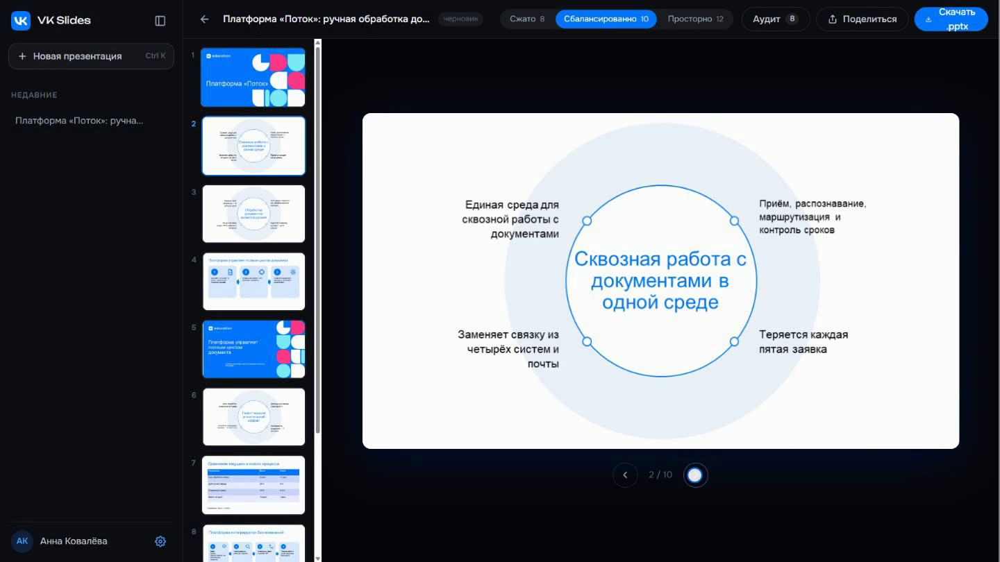 VK Slides
Платформа «Поток»: ручная обработка до...
черновик
Сжато 8
Сбалансированно 10
Просторно 12
Аудит 8
Поделиться
Скачать .pptx
Новая презентация
Ctrl K
НЕДАВНИЕ
Платформа «Поток»: ручна...
1
education
Платформа «Поток»
2
Сквозная работа с
документами в
одной среде
3
Обработка
документов
остаётся ручной
4
Платформа управляет полным циклом документа
5
education
Платформа управляет
полным циклом
документа
6
Пилот показал
значительный
эффект
7
Сравнение текущего и нового процесса
8
Платформа интегрируется без изменений
Единая среда для
сквозной работы с
документами
Приём, распознавание,
маршрутизация и
контроль сроков
Сквозная работа с
документами в
одной среде
Заменяет связку из
четырёх систем и
почты
Теряется каждая
пятая заявка
2 / 10
АК
Анна Ковалёва